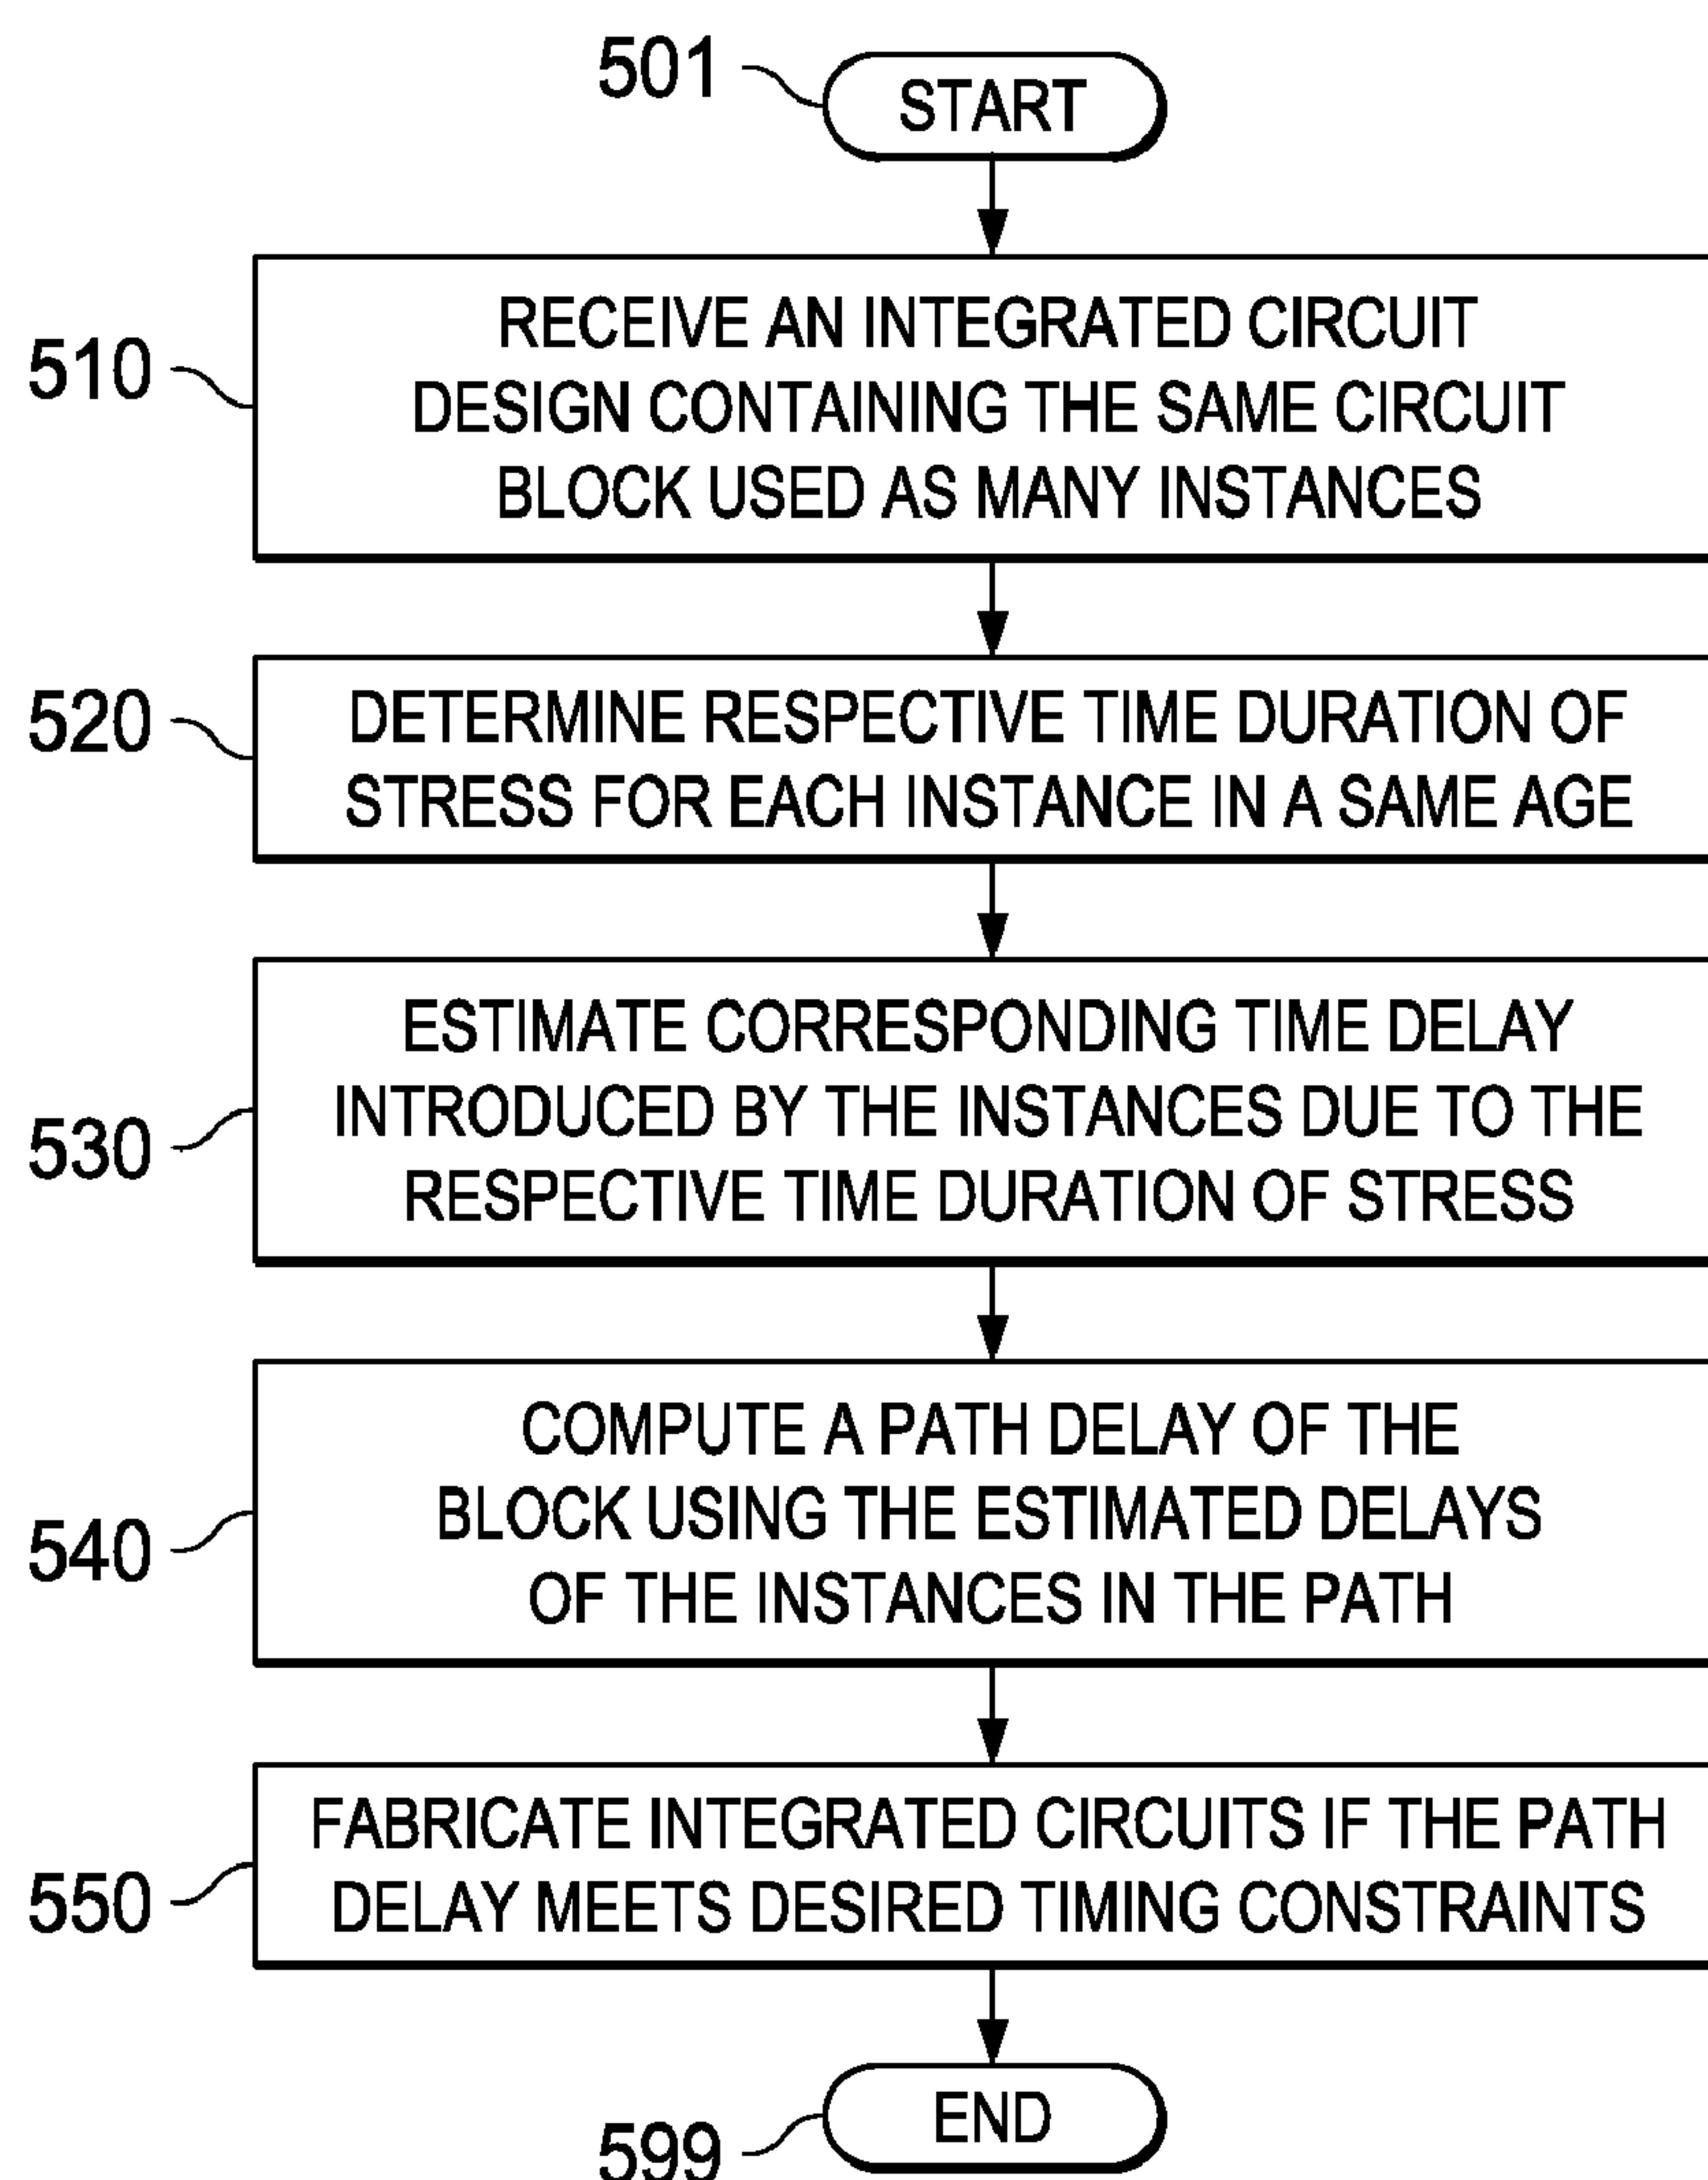 501
START
510
RECEIVE AN INTEGRATED CIRCUIT
DESIGN CONTAINING THE SAME CIRCUIT
BLOCK USED AS MANY INSTANCES
520
DETERMINE RESPECTIVE TIME DURATION OF
STRESS FOR EACH INSTANCE IN A SAME AGE
530
ESTIMATE CORRESPONDING TIME DELAY
INTRODUCED BY THE INSTANCES DUE TO THE
RESPECTIVE TIME DURATION OF STRESS
540
COMPUTE A PATH DELAY OF THE
BLOCK USING THE ESTIMATED DELAYS
OF THE INSTANCES IN THE PATH
550
FABRICATE INTEGRATED CIRCUITS IF THE PATH
DELAY MEETS DESIRED TIMING CONSTRAINTS
599
END